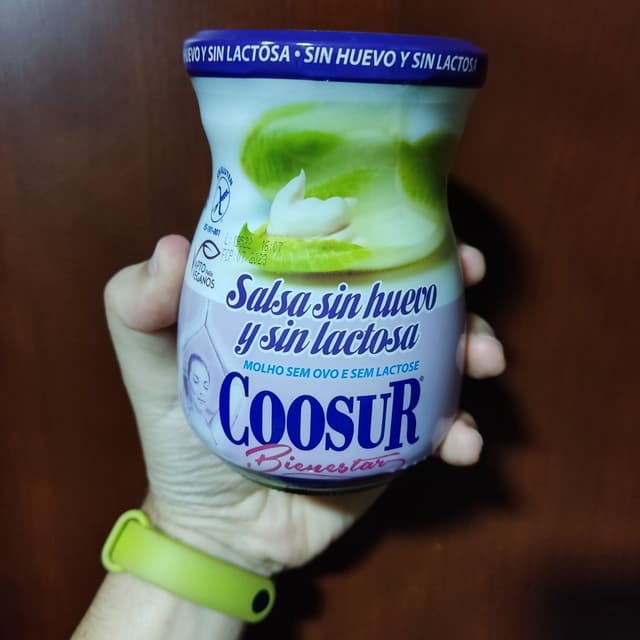 Y SIN LACTOSA • SIN HUEVO Y SIN LACTOSA
APTO PARA
VEGANOS
Salsa sin huevo
y sin lactosa
MOLHO SEM OVO E SEM LACTOSE
COOSUR
Bienestar